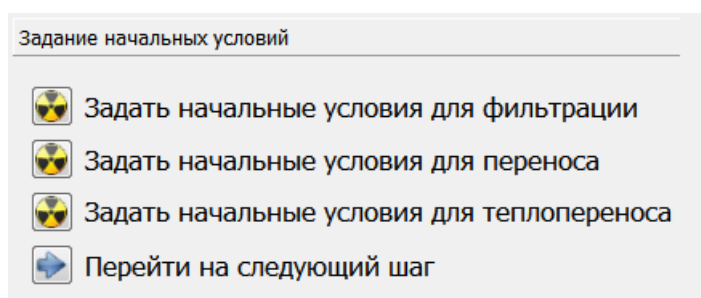 Задание начальных условий
Задать начальные условия для фильтрации
Задать начальные условия для переноса
Задать начальные условия для теплопереноса
Перейти на следующий шаг